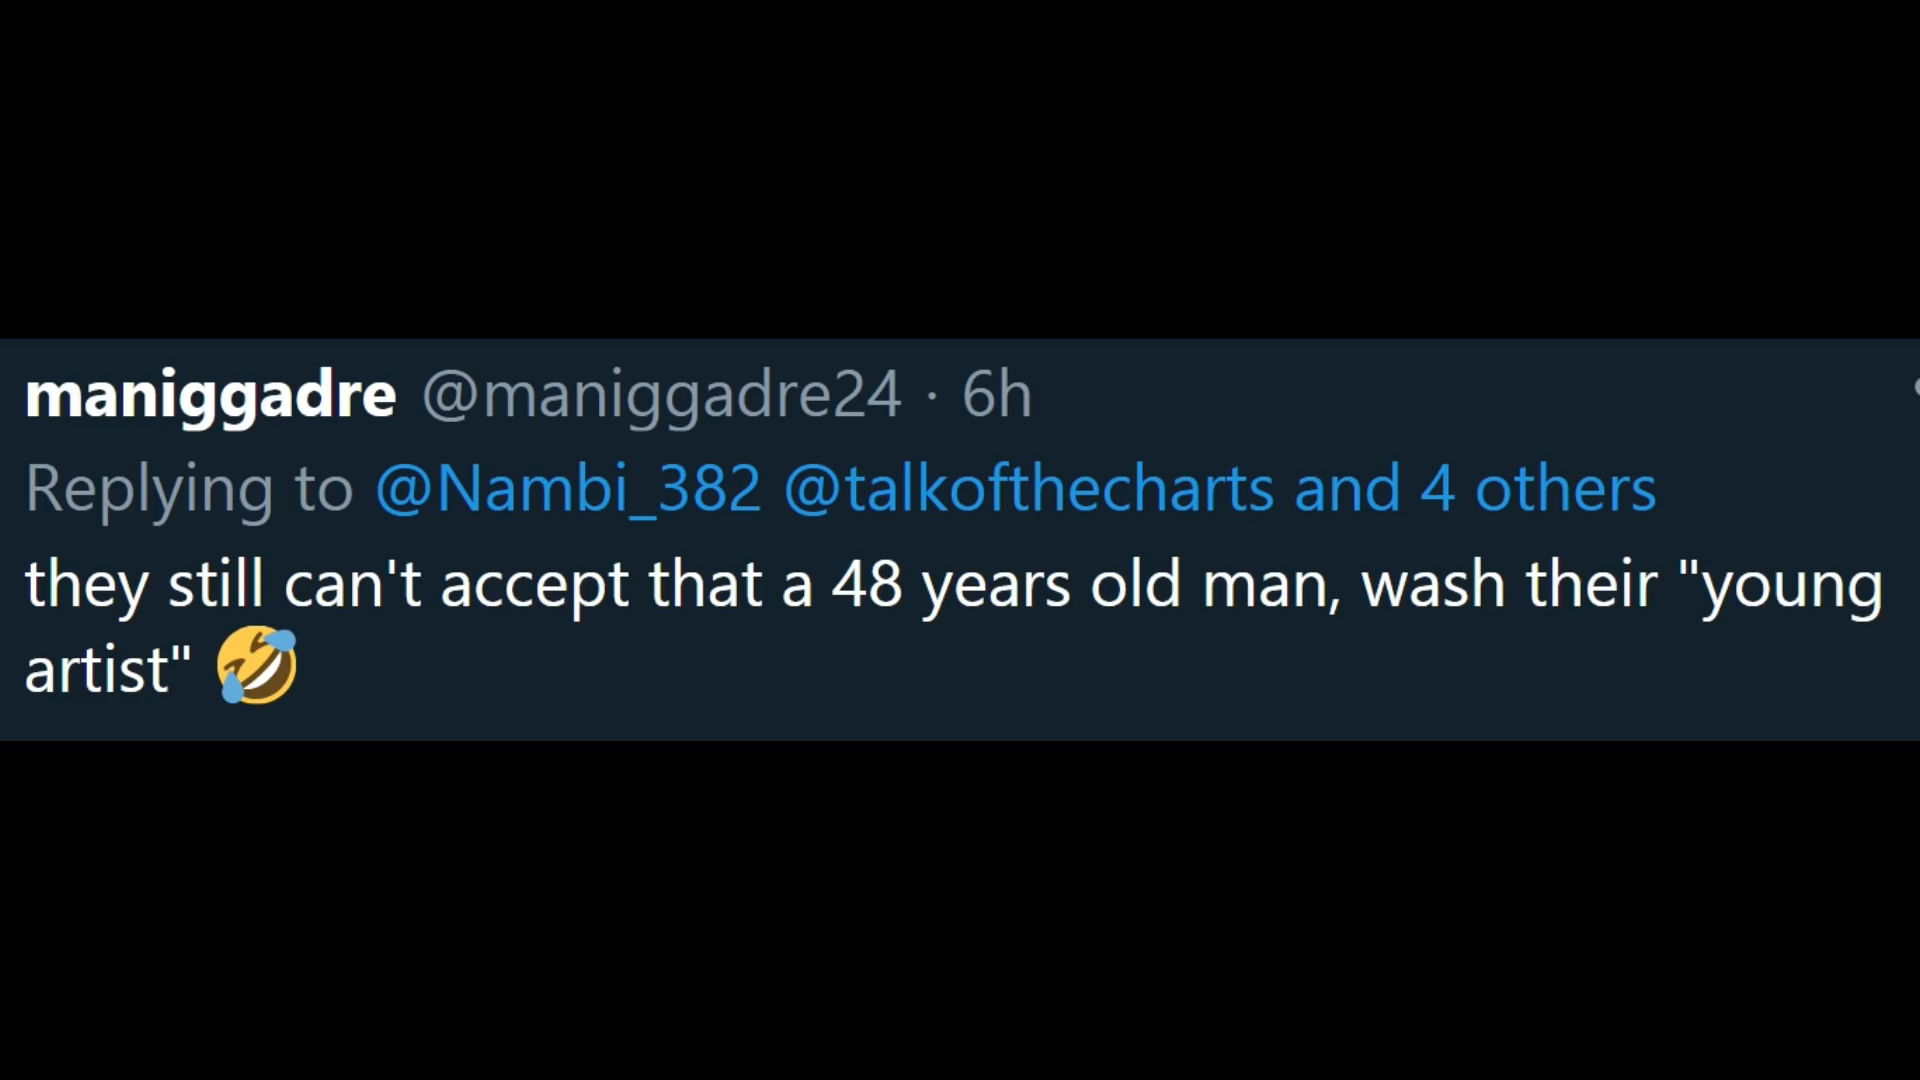 maniggadre @maniggadre24 · 6h
Replying to @Nambi_382 @talkofthecharts and 4 others
they still can't accept that a 48 years old man, wash their "young
artist" 🤣